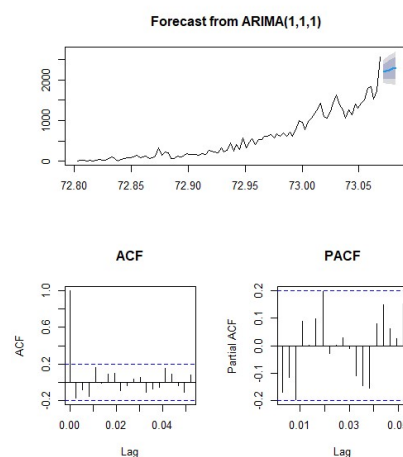 Forecast from ARIMA(1,1,1)
0 1000 2000
72.80 72.85 72.90 72.95 73.00 73.05
ACF
ACF
-0.2 0.2 0.6 1.0
0.00 0.02 0.04
Lag
PACF
Partial ACF
-0.2 -0.1 0.0 0.1 0.2
0.01 0.03
Lag